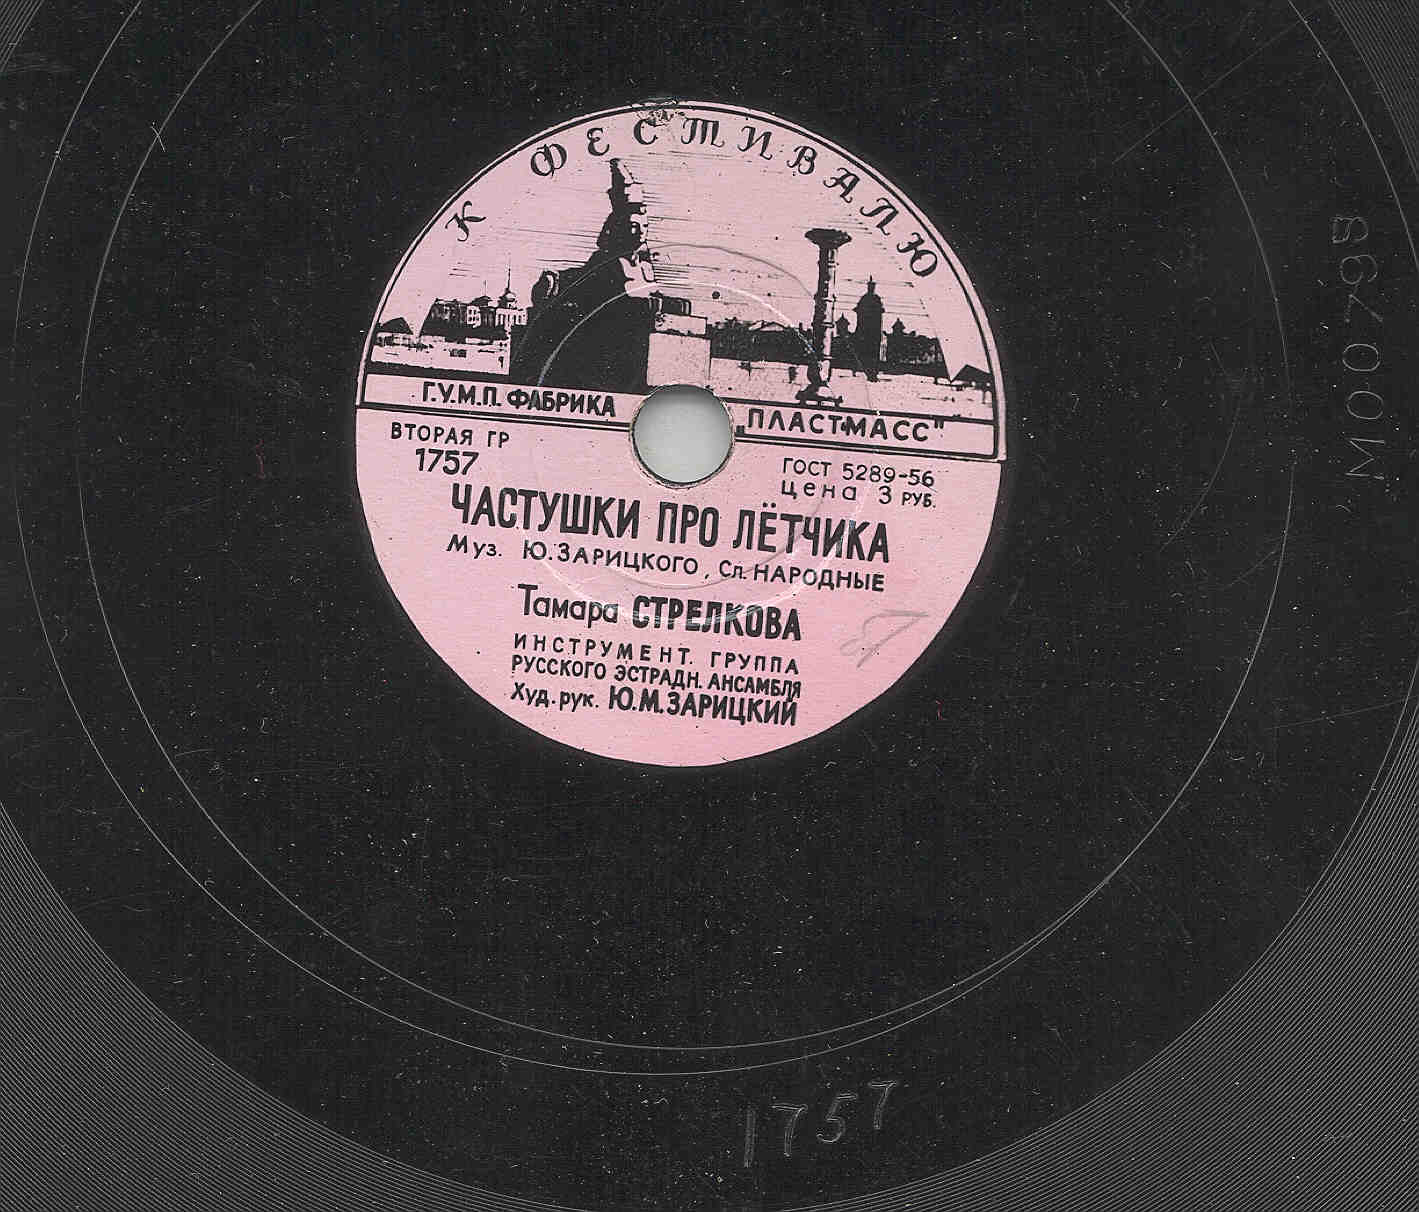 К ФЕСТИВАЛЮ
Г.У.М.П. ФАБРИКА „ПЛАСТМАСС"
ВТОРАЯ ГР
1757
ГОСТ 5289-56
цена 3 РУБ.
ЧАСТУШКИ ПРО ЛЁТЧИКА
Муз. Ю.ЗАРИЦКОГО, Сл. НАРОДНЫЕ
Тамара СТРЕЛКОВА
ИНСТРУМЕНТ. ГРУППА
РУССКОГО ЭСТРАДН. АНСАМБЛЯ
Худ.рук. Ю.М.ЗАРИЦКИЙ
1757